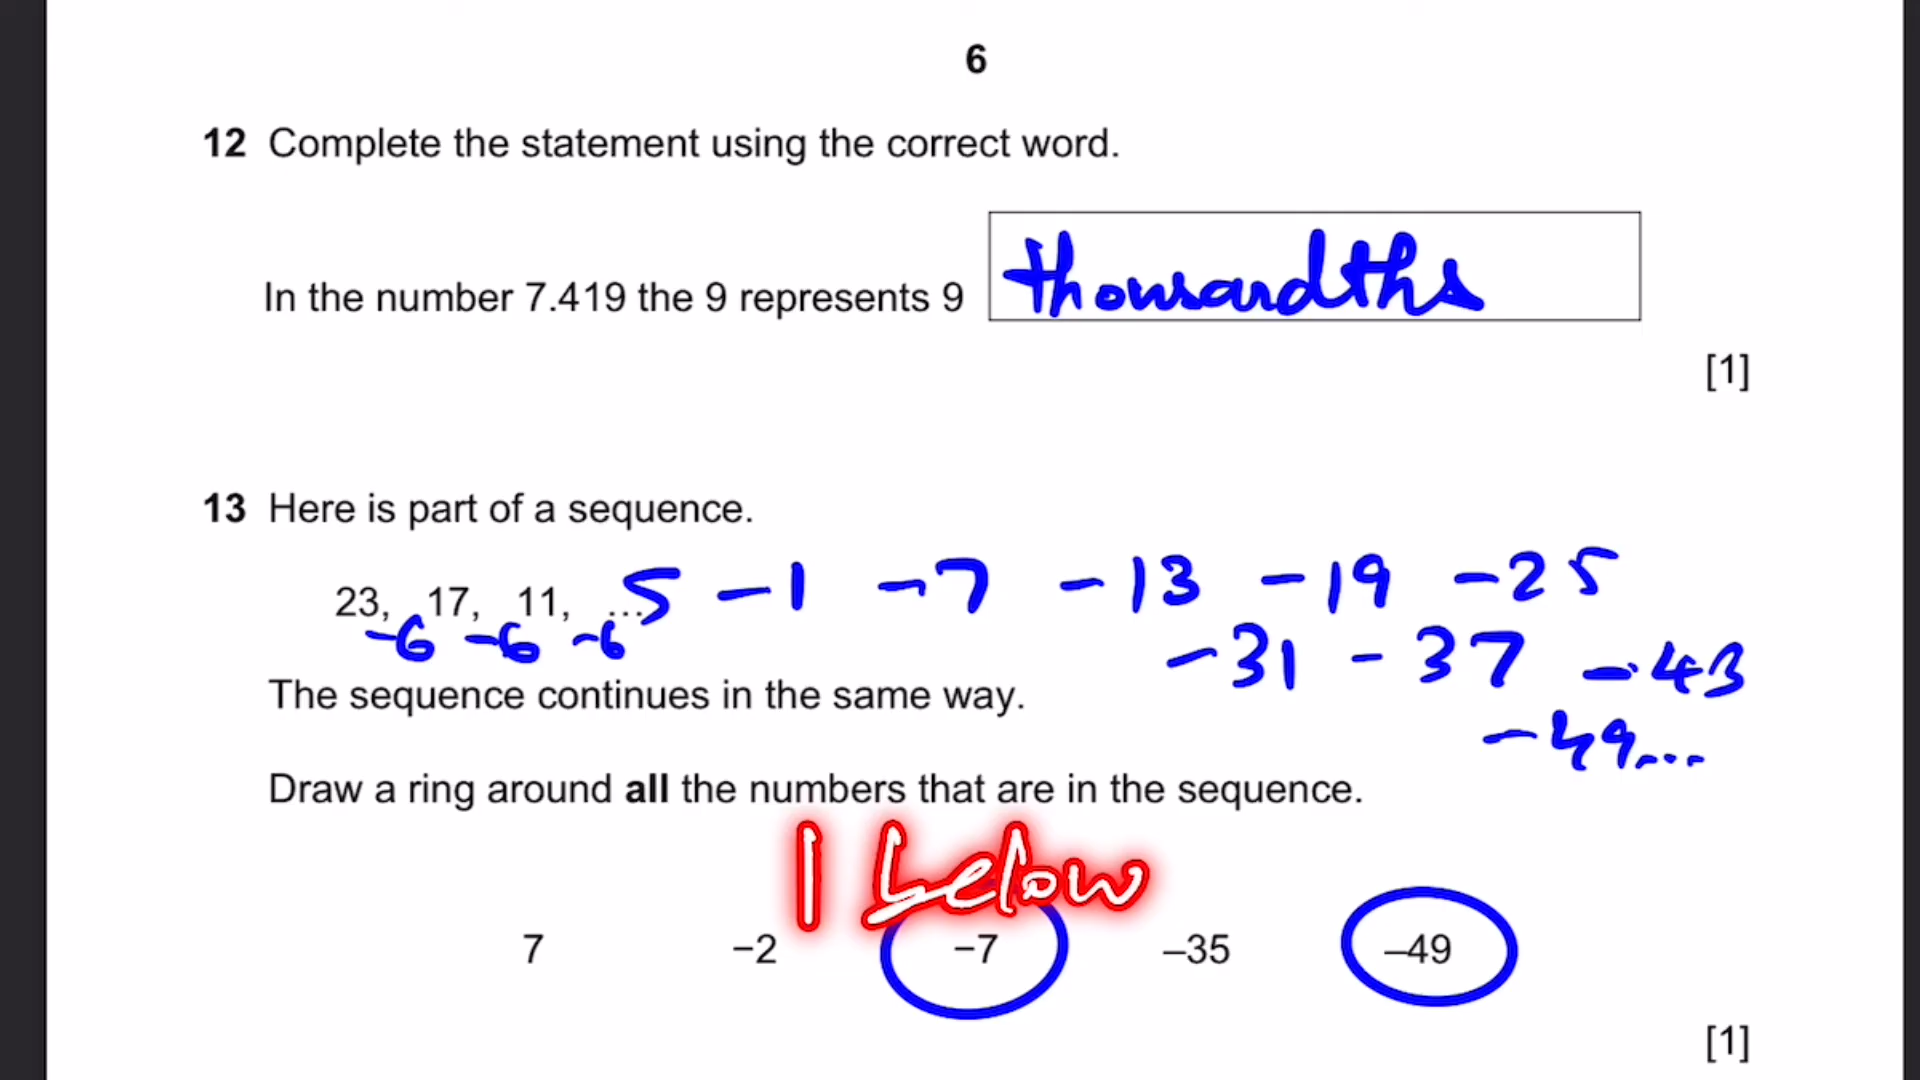 6
12 Complete the statement using the correct word.
In the number 7.419 the 9 represents 9 thousandths
[1]
13 Here is part of a sequence.
23, 17, 11, ... 5 -1 -7 -13 -19 -25
-6 -6 -6 -31 -37 -43
The sequence continues in the same way.
-49...
Draw a ring around all the numbers that are in the sequence.
1 below
7 −2 −7 –35 –49
[1]